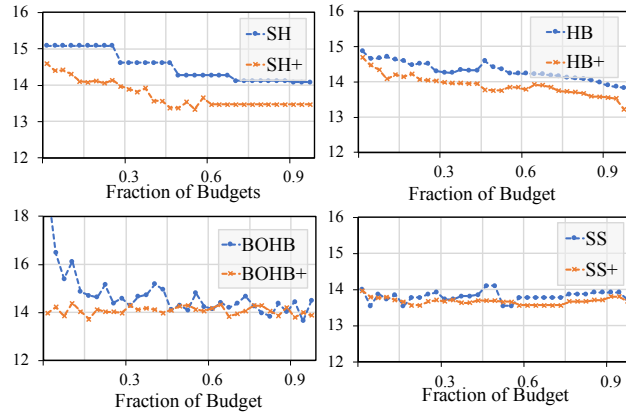 16
15
14
13
12
SH
SH+
0.3
0.6
0.9
Fraction of Budgets
16
15
14
13
12
HB
HB+
0.3
0.6
0.9
Fraction of Budget
18
16
14
12
BOHB
BOHB+
0.3
0.6
0.9
Fraction of Budget
16
15
14
13
12
SS
SS+
0.3
0.6
0.9
Fraction of Budget